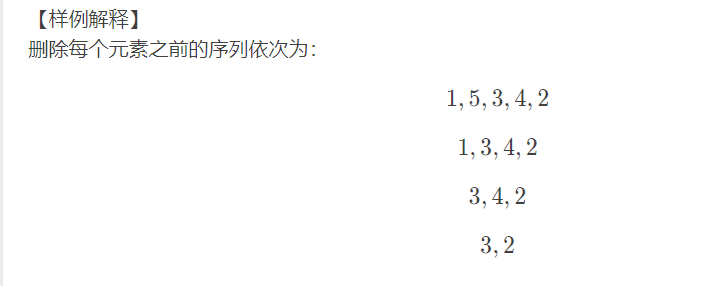 【样例解释】
删除每个元素之前的序列依次为：
1, 5, 3, 4, 2
1, 3, 4, 2
3, 4, 2
3, 2